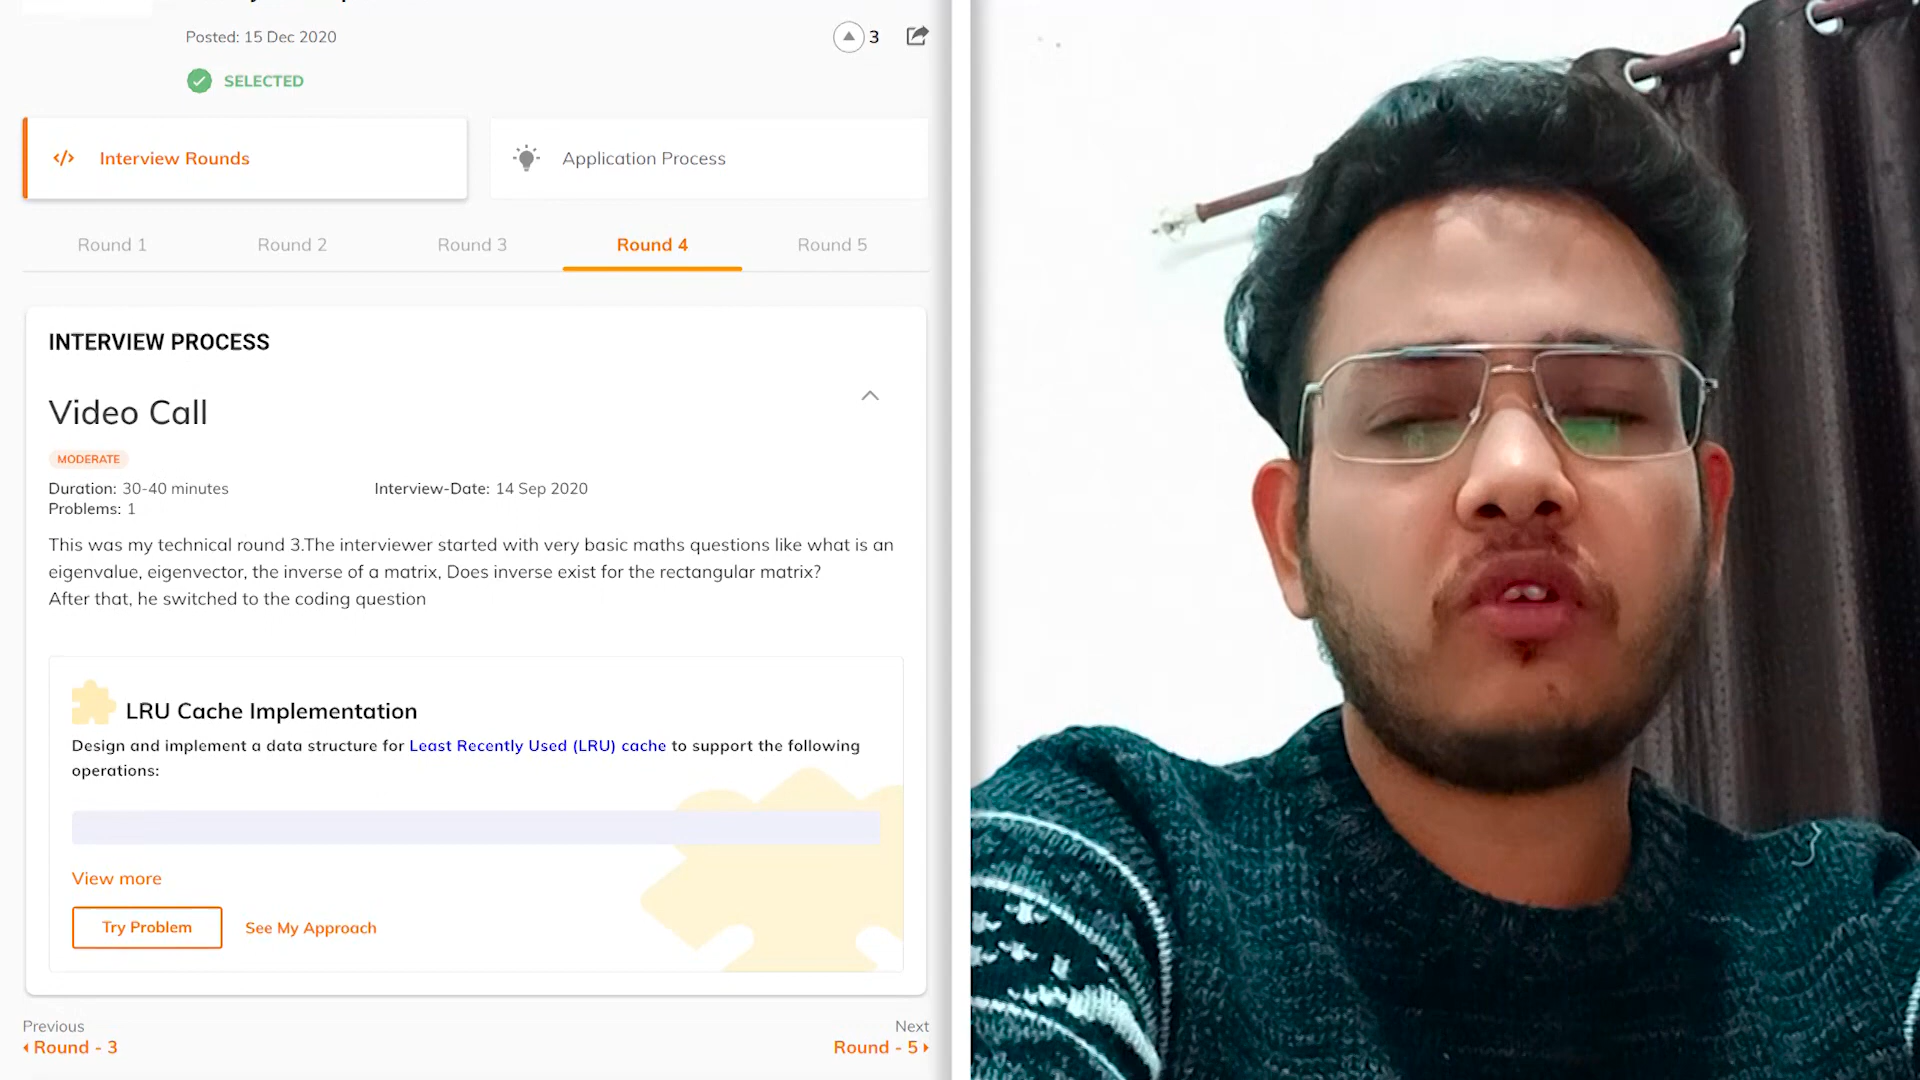 Posted: 15 Dec 2020
3
SELECTED
Interview Rounds
Application Process
Round 1
Round 2
Round 3
Round 4
Round 5
INTERVIEW PROCESS
Video Call
MODERATE
Duration: 30-40 minutes
Interview-Date: 14 Sep 2020
Problems: 1
This was my technical round 3.The interviewer started with very basic maths questions like what is an
eigenvalue, eigenvector, the inverse of a matrix, Does inverse exist for the rectangular matrix?
After that, he switched to the coding question
LRU Cache Implementation
Design and implement a data structure for Least Recently Used (LRU) cache to support the following
operations:
View more
Try Problem
See My Approach
Previous
Next
Round - 3
Round - 5